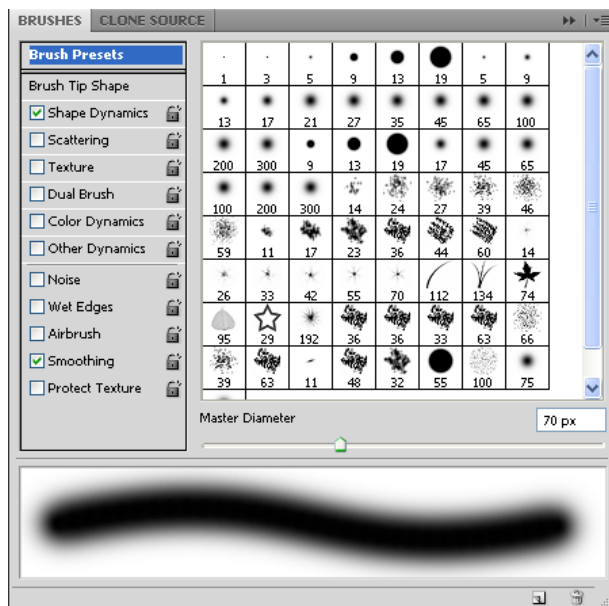 BRUSHES CLONE SOURCE
Brush Presets
Brush Tip Shape
Shape Dynamics
Scattering
Texture
Dual Brush
Color Dynamics
Other Dynamics
Noise
Wet Edges
Airbrush
Smoothing
Protect Texture
1 3 5 9 13 19 5 9
13 17 21 27 35 45 65 100
200 300 9 13 19 17 45 65
100 200 300 14 24 27 39 46
59 11 17 23 36 44 60 14
26 33 42 55 70 112 134 74
95 29 192 36 36 33 63 66
39 63 11 48 32 55 100 75
Master Diameter 70 px